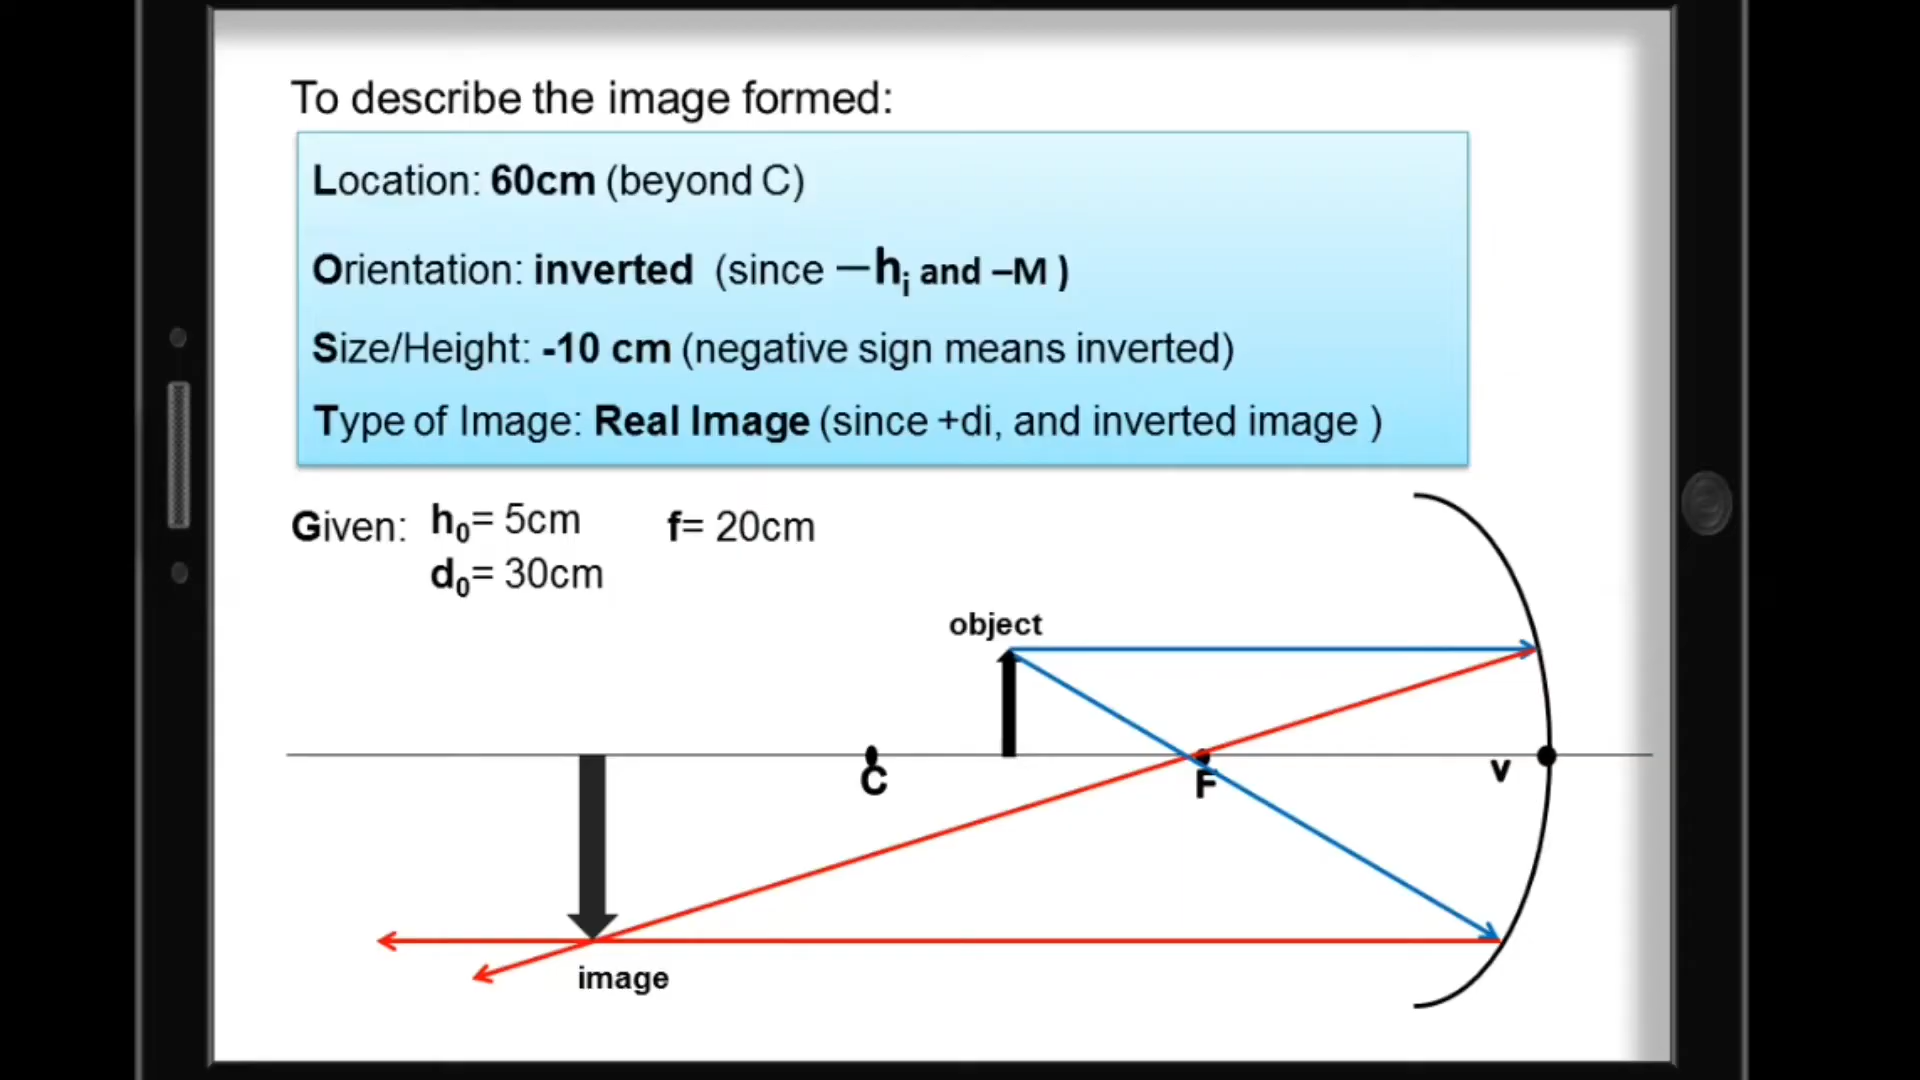 To describe the image formed:
Location: 60cm (beyond C)
Orientation: inverted (since −hi and –M )
Size/Height: -10 cm (negative sign means inverted)
Type of Image: Real Image (since +di, and inverted image )
Given: h0= 5cm f= 20cm
d0= 30cm
object
C
F
v
image